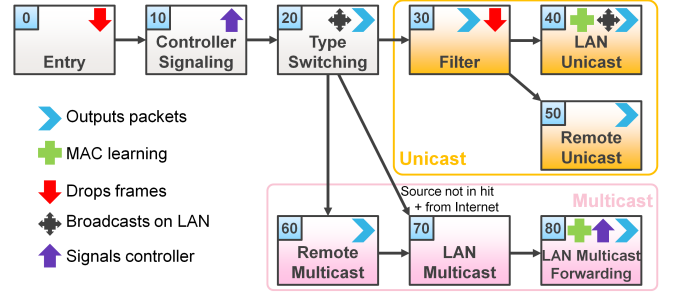 0
Entry
10
Controller
Signaling
20
Type
Switching
30
Filter
40
LAN
Unicast
50
Remote
Unicast
Unicast
Outputs packets
MAC learning
Drops frames
Broadcasts on LAN
Signals controller
Source not in hit
+ from Internet
Multicast
60
Remote
Multicast
70
LAN
Multicast
80
LAN Multicast
Forwarding